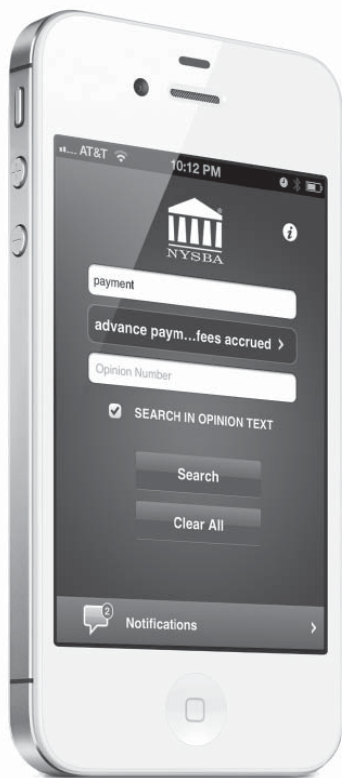 AT&T 10:12 PM
NYSBA
i
payment
advance paym...fees accrued >
Opinion Number
SEARCH IN OPINION TEXT
Search
Clear All
2
Notifications >